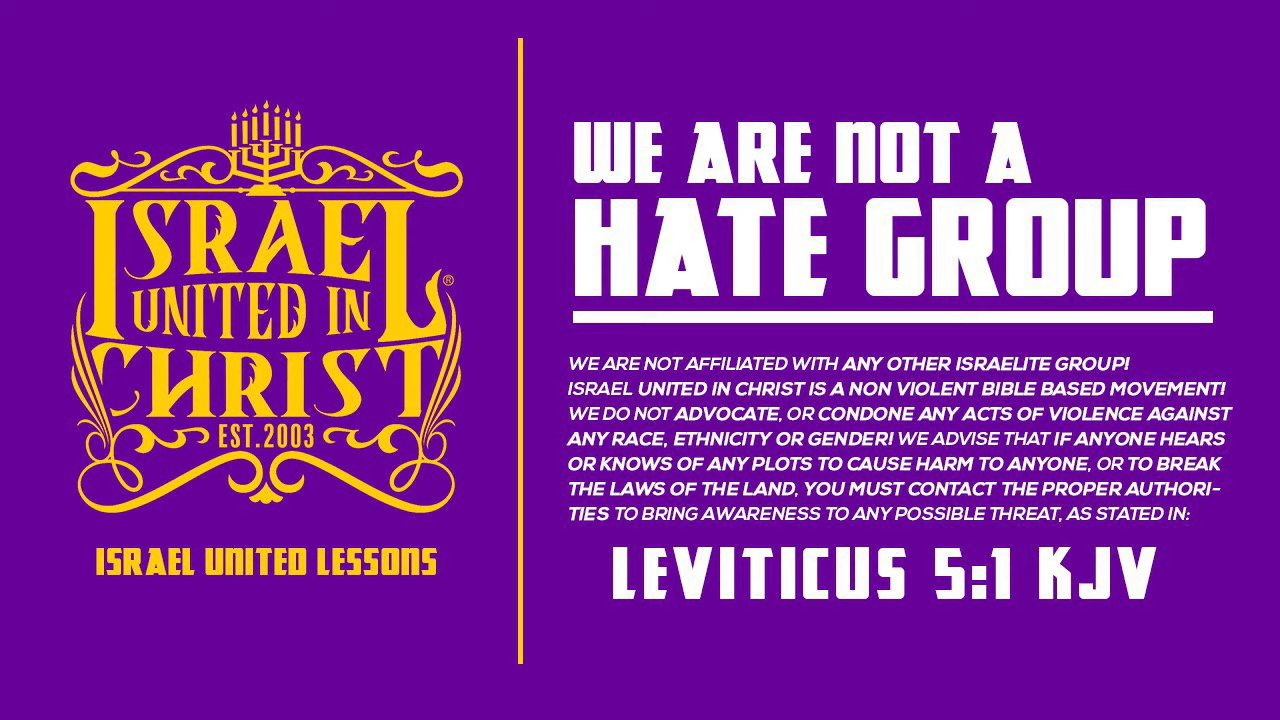 ISRAEL
UNITED IN
CHRIST
®
EST.2003
ISRAEL UNITED LESSONS
WE ARE NOT A
HATE GROUP
WE ARE NOT AFFILIATED WITH ANY OTHER ISRAELITE GROUP!
ISRAEL UNITED IN CHRIST IS A NON VIOLENT BIBLE BASED MOVEMENT!
WE DO NOT ADVOCATE, OR CONDONE ANY ACTS OF VIOLENCE AGAINST
ANY RACE, ETHNICITY OR GENDER! WE ADVISE THAT IF ANYONE HEARS
OR KNOWS OF ANY PLOTS TO CAUSE HARM TO ANYONE, OR TO BREAK
THE LAWS OF THE LAND, YOU MUST CONTACT THE PROPER AUTHORI-
TIES TO BRING AWARENESS TO ANY POSSIBLE THREAT, AS STATED IN:
LEVITICUS 5:1 KJV